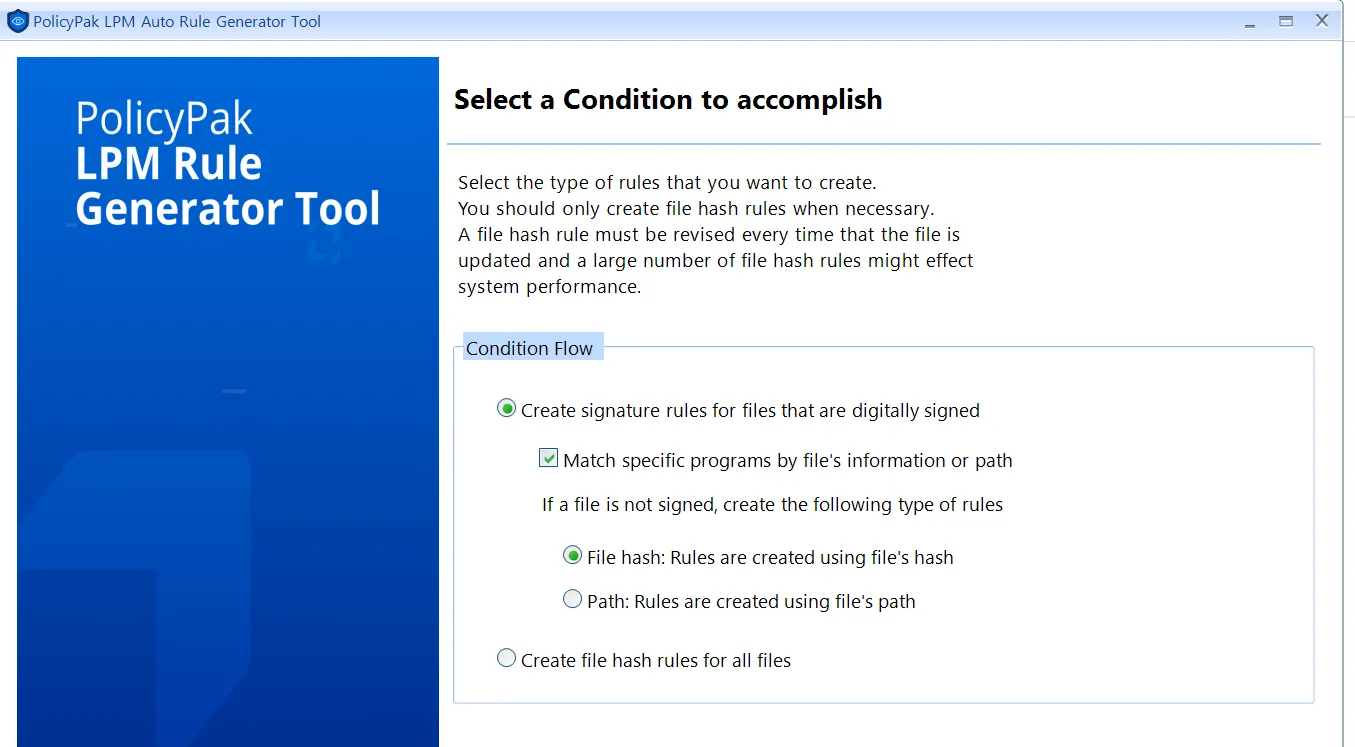 PolicyPak LPM Auto Rule Generator Tool
PolicyPak
LPM Rule
Generator Tool
Select a Condition to accomplish
Select the type of rules that you want to create.
You should only create file hash rules when necessary.
A file hash rule must be revised every time that the file is
updated and a large number of file hash rules might effect
system performance.
Condition Flow
Create signature rules for files that are digitally signed
Match specific programs by file's information or path
If a file is not signed, create the following type of rules
File hash: Rules are created using file's hash
Path: Rules are created using file's path
Create file hash rules for all files